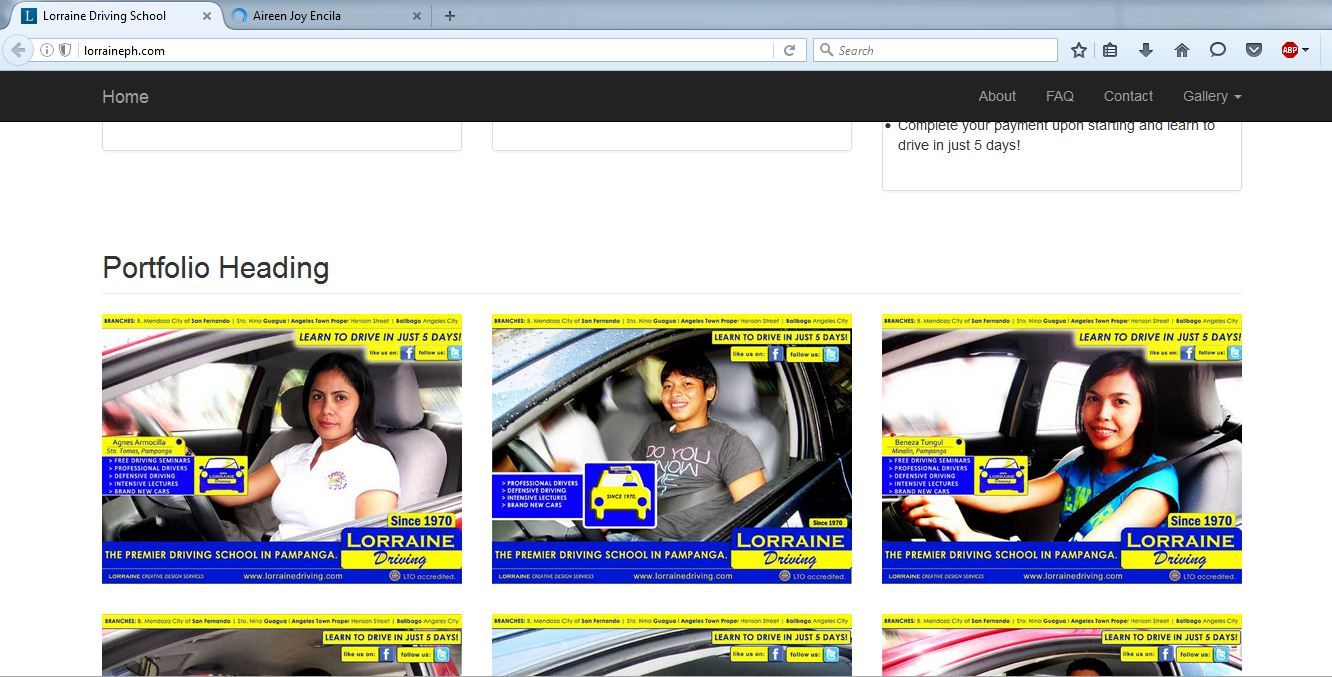 Lorraine Driving School
Aireen Joy Encila
lorraineph.com
Search
ABP
Home
About
FAQ
Contact
Gallery
Complete your payment upon starting and learn to
drive in just 5 days!
Portfolio Heading
BRANCHES: B. Mendoza City of San Fernando | Sto. Nino Guagua | Angeles Town Proper Henson Street | Balibago Angeles City
LEARN TO DRIVE IN JUST 5 DAYS!
like us on: f follow us: t
Agnes Armocilla
Sto. Tomas, Pampanga
> FREE DRIVING SEMINARS
> PROFESSIONAL DRIVERS
> DEFENSIVE DRIVING
> INTENSIVE LECTURES
> BRAND NEW CARS
LORRAINE
Driving
Since 1970
LORRAINE
Driving
THE PREMIER DRIVING SCHOOL IN PAMPANGA.
LORRAINE CREATIVE DESIGN SERVICES
www.lorrainedriving.com
LTO accredited.
BRANCHES: B. Mendoza City of San Fernando | Sto. Nino Guagua | Angeles Town Proper Henson Street | Balibago Angeles City
LEARN TO DRIVE IN JUST 5 DAYS!
like us on: f follow us: t
DO YOU
NOW
ME?
> PROFESSIONAL DRIVERS
> DEFENSIVE DRIVING
> INTENSIVE LECTURES
> BRAND NEW CARS
LORRAINE
SINCE 1970.
Since 1970
LORRAINE
Driving
THE PREMIER DRIVING SCHOOL IN PAMPANGA.
LORRAINE CREATIVE DESIGN SERVICES
www.lorrainedriving.com
LTO accredited.
BRANCHES: B. Mendoza City of San Fernando | Sto. Nino Guagua | Angeles Town Proper Henson Street | Balibago Angeles City
LEARN TO DRIVE IN JUST 5 DAYS!
like us on: f follow us: t
Beneza Tungul
Minalin, Pampanga
> FREE DRIVING SEMINARS
> PROFESSIONAL DRIVERS
> DEFENSIVE DRIVING
> INTENSIVE LECTURES
> BRAND NEW CARS
LORRAINE
Driving
Since 1970
LORRAINE
Driving
THE PREMIER DRIVING SCHOOL IN PAMPANGA.
LORRAINE CREATIVE DESIGN SERVICES
www.lorrainedriving.com
LTO accredited.
BRANCHES: B. Mendoza City of San Fernando | Sto. Nino Guagua | Angeles Town Proper Henson Street | Balibago Angeles City
LEARN TO DRIVE IN JUST 5 DAYS!
like us on: f follow us: t
BRANCHES: B. Mendoza City of San Fernando | Sto. Nino Guagua | Angeles Town Proper Henson Street | Balibago Angeles City
LEARN TO DRIVE IN JUST 5 DAYS!
like us on: f follow us: t
BRANCHES: B. Mendoza City of San Fernando | Sto. Nino Guagua | Angeles Town Proper Henson Street | Balibago Angeles City
LEARN TO DRIVE IN JUST 5 DAYS!
like us on: f follow us: t